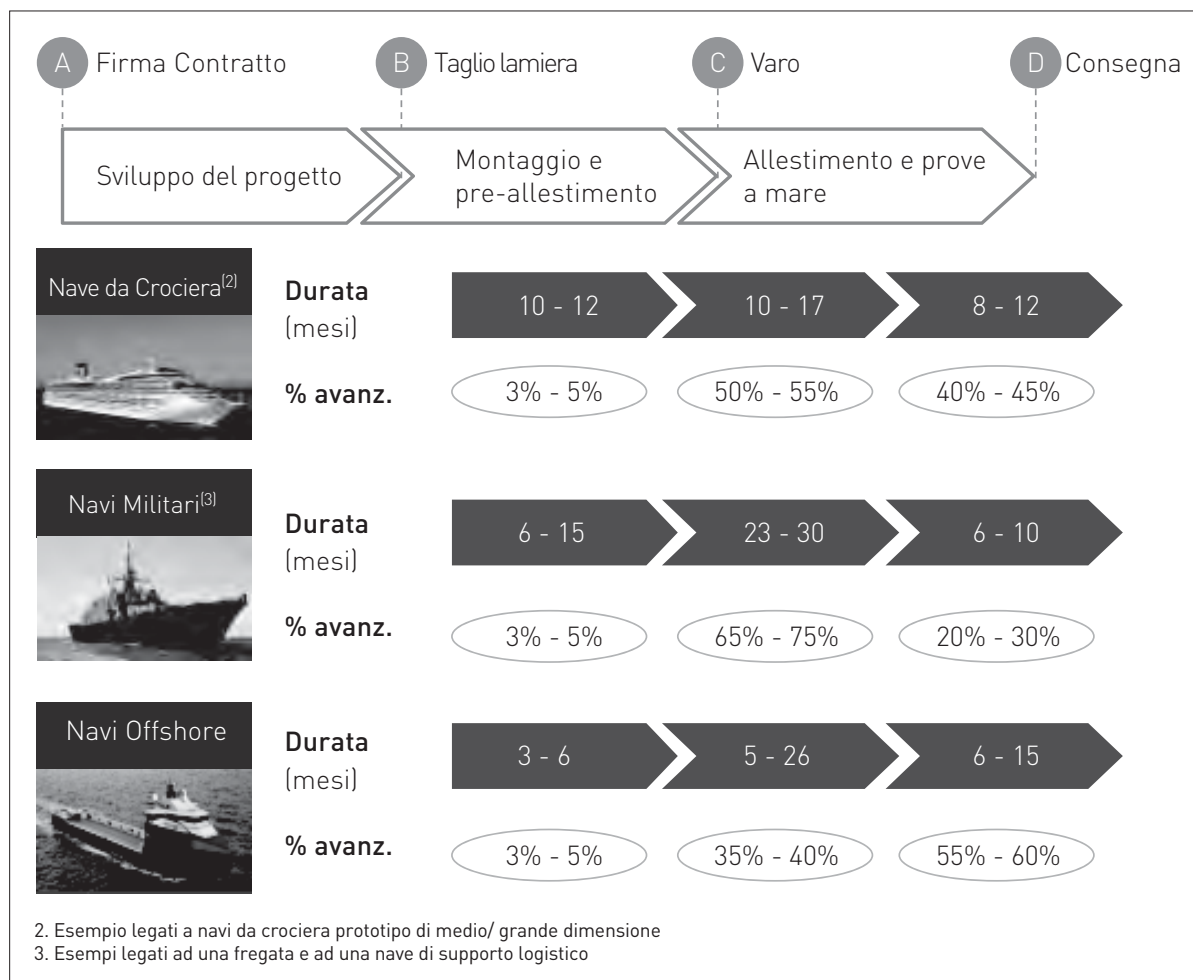 A Firma Contratto
B Taglio lamiera
C Varo
D Consegna
Sviluppo del progetto
Montaggio e
pre-allestimento
Allestimento e prove
a mare
Nave da Crociera(2)
Durata
(mesi)
10 - 12
10 - 17
8 - 12
% avanz.
3% - 5%
50% - 55%
40% - 45%
Navi Militari(3)
Durata
(mesi)
6 - 15
23 - 30
6 - 10
% avanz.
3% - 5%
65% - 75%
20% - 30%
Navi Offshore
Durata
(mesi)
3 - 6
5 - 26
6 - 15
% avanz.
3% - 5%
35% - 40%
55% - 60%
2. Esempio legati a navi da crociera prototipo di medio/ grande dimensione
3. Esempi legati ad una fregata e ad una nave di supporto logistico